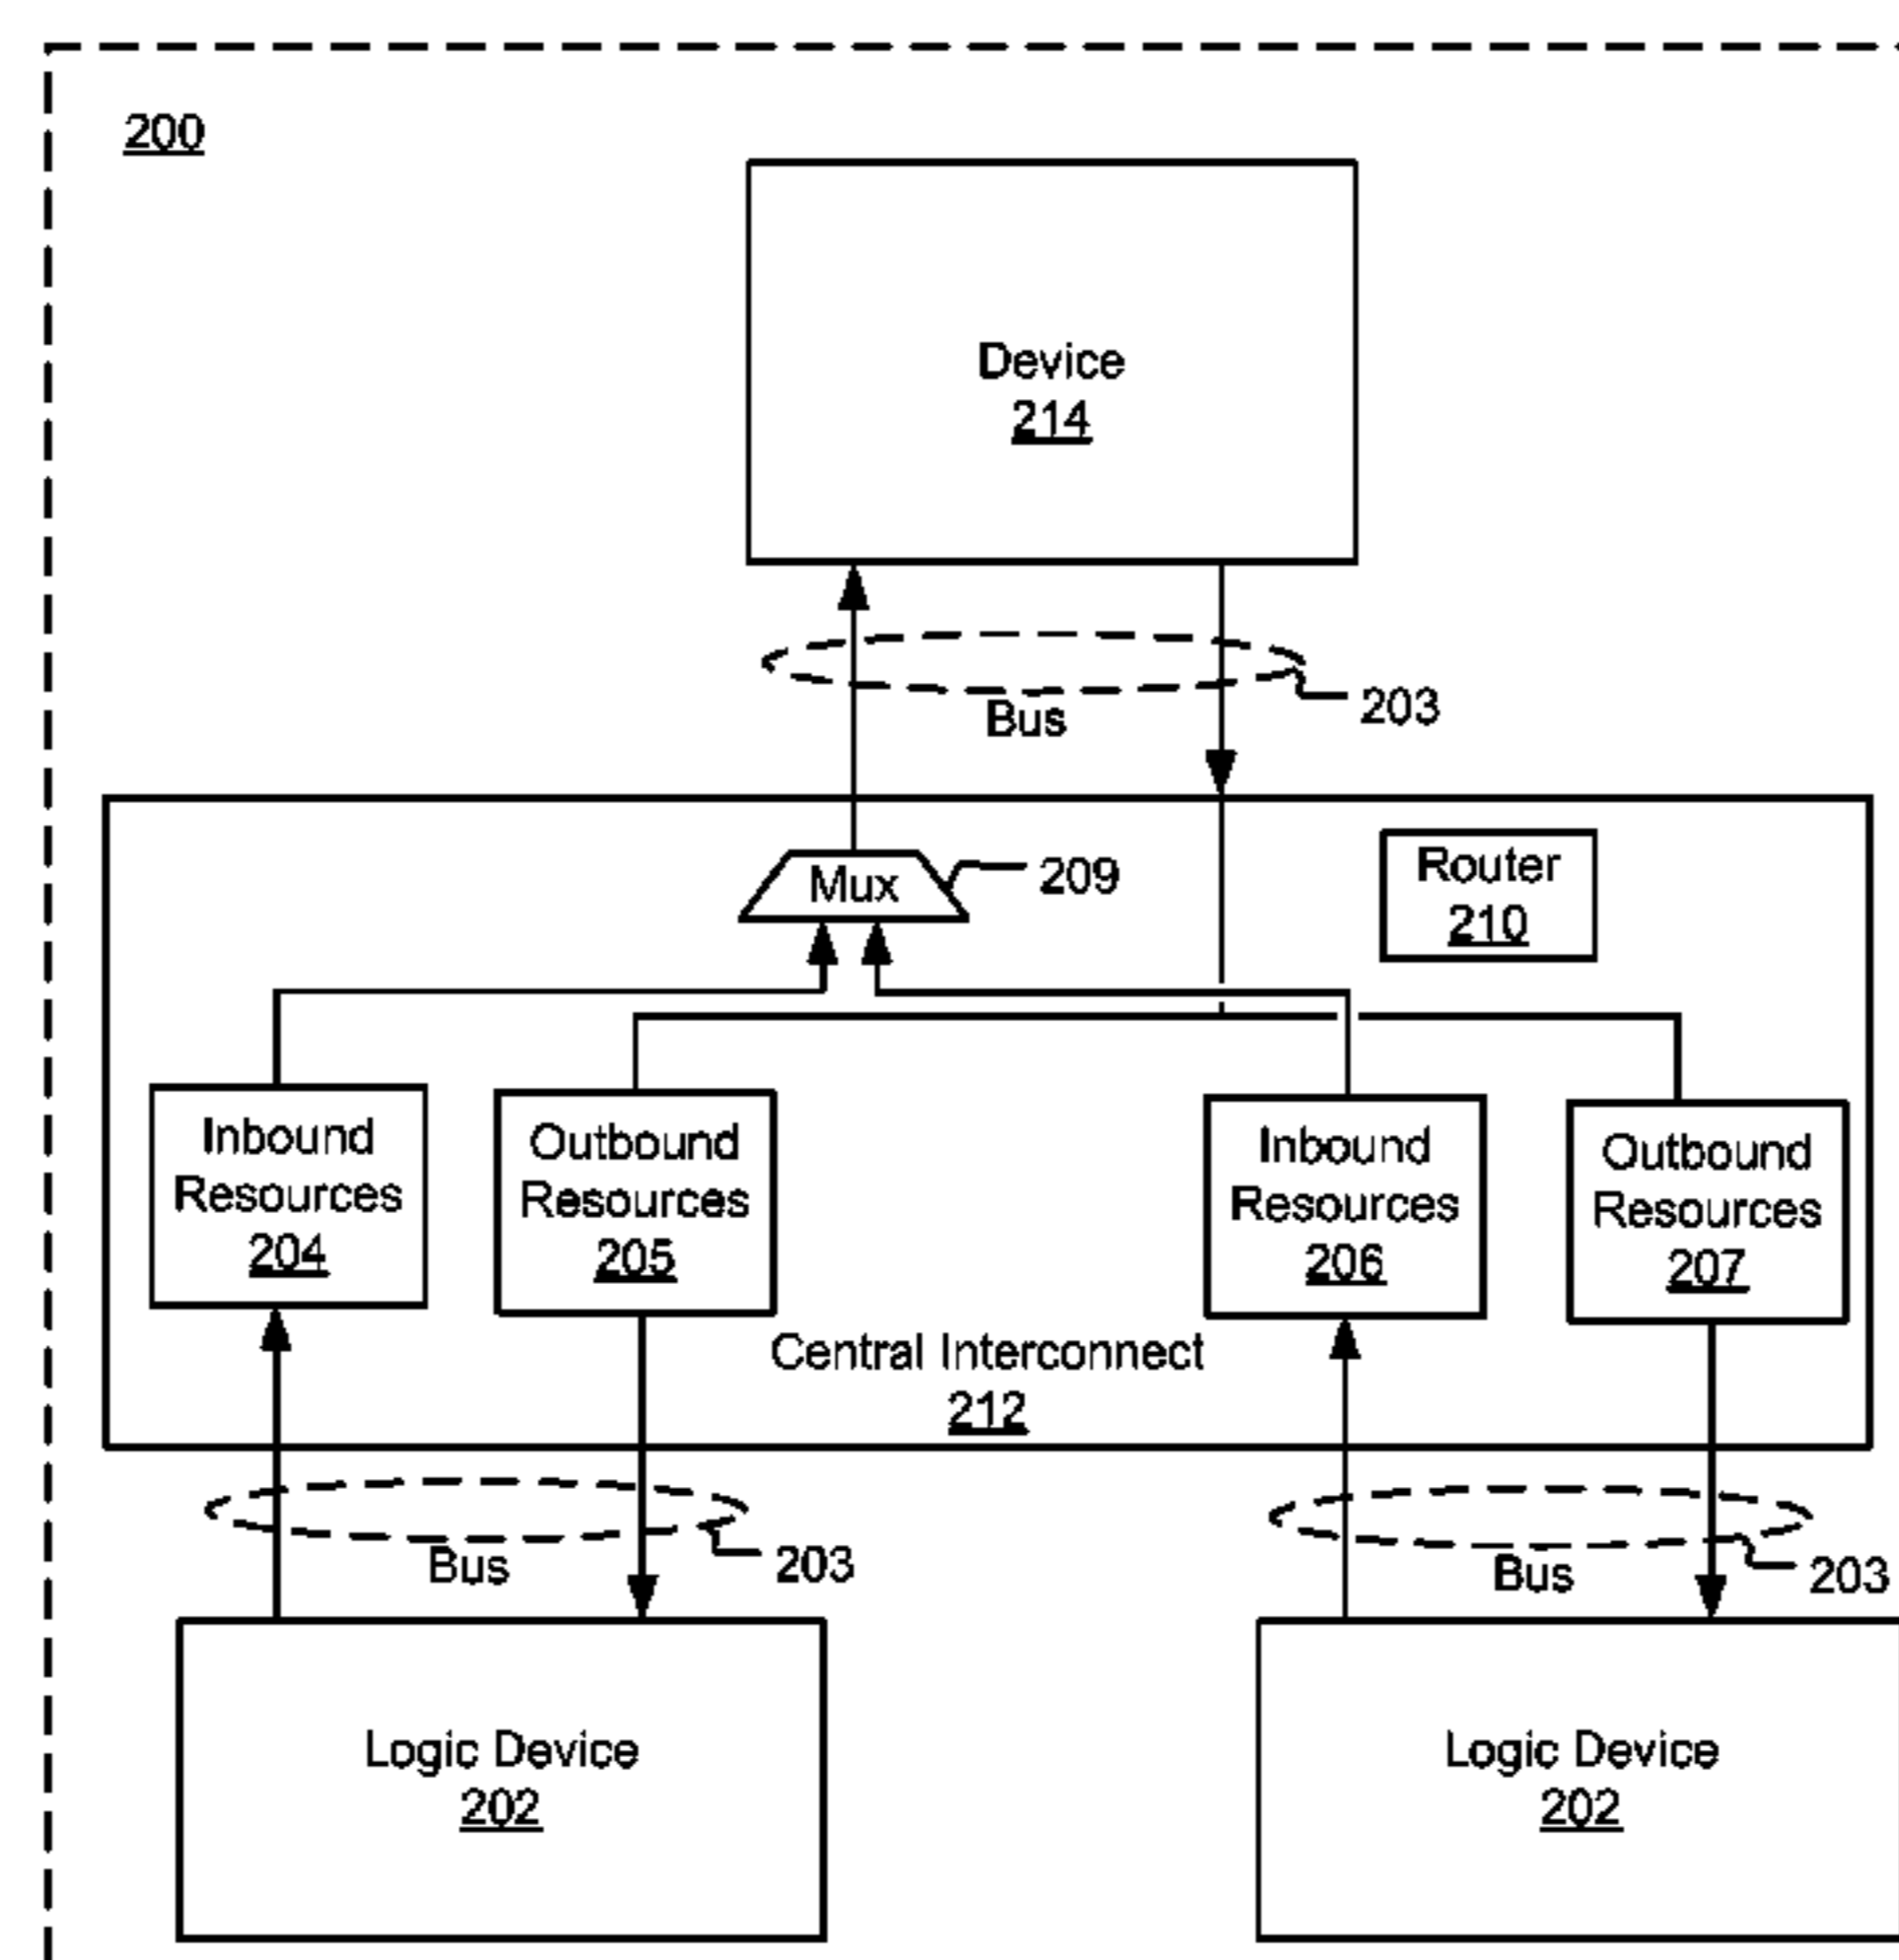 200
Device
214
203
Bus
Mux
209
Router
210
Inbound
Resources
204
Outbound
Resources
205
Inbound
Resources
206
Outbound
Resources
207
Central Interconnect
212
Bus
203
Bus
203
Logic Device
202
Logic Device
202